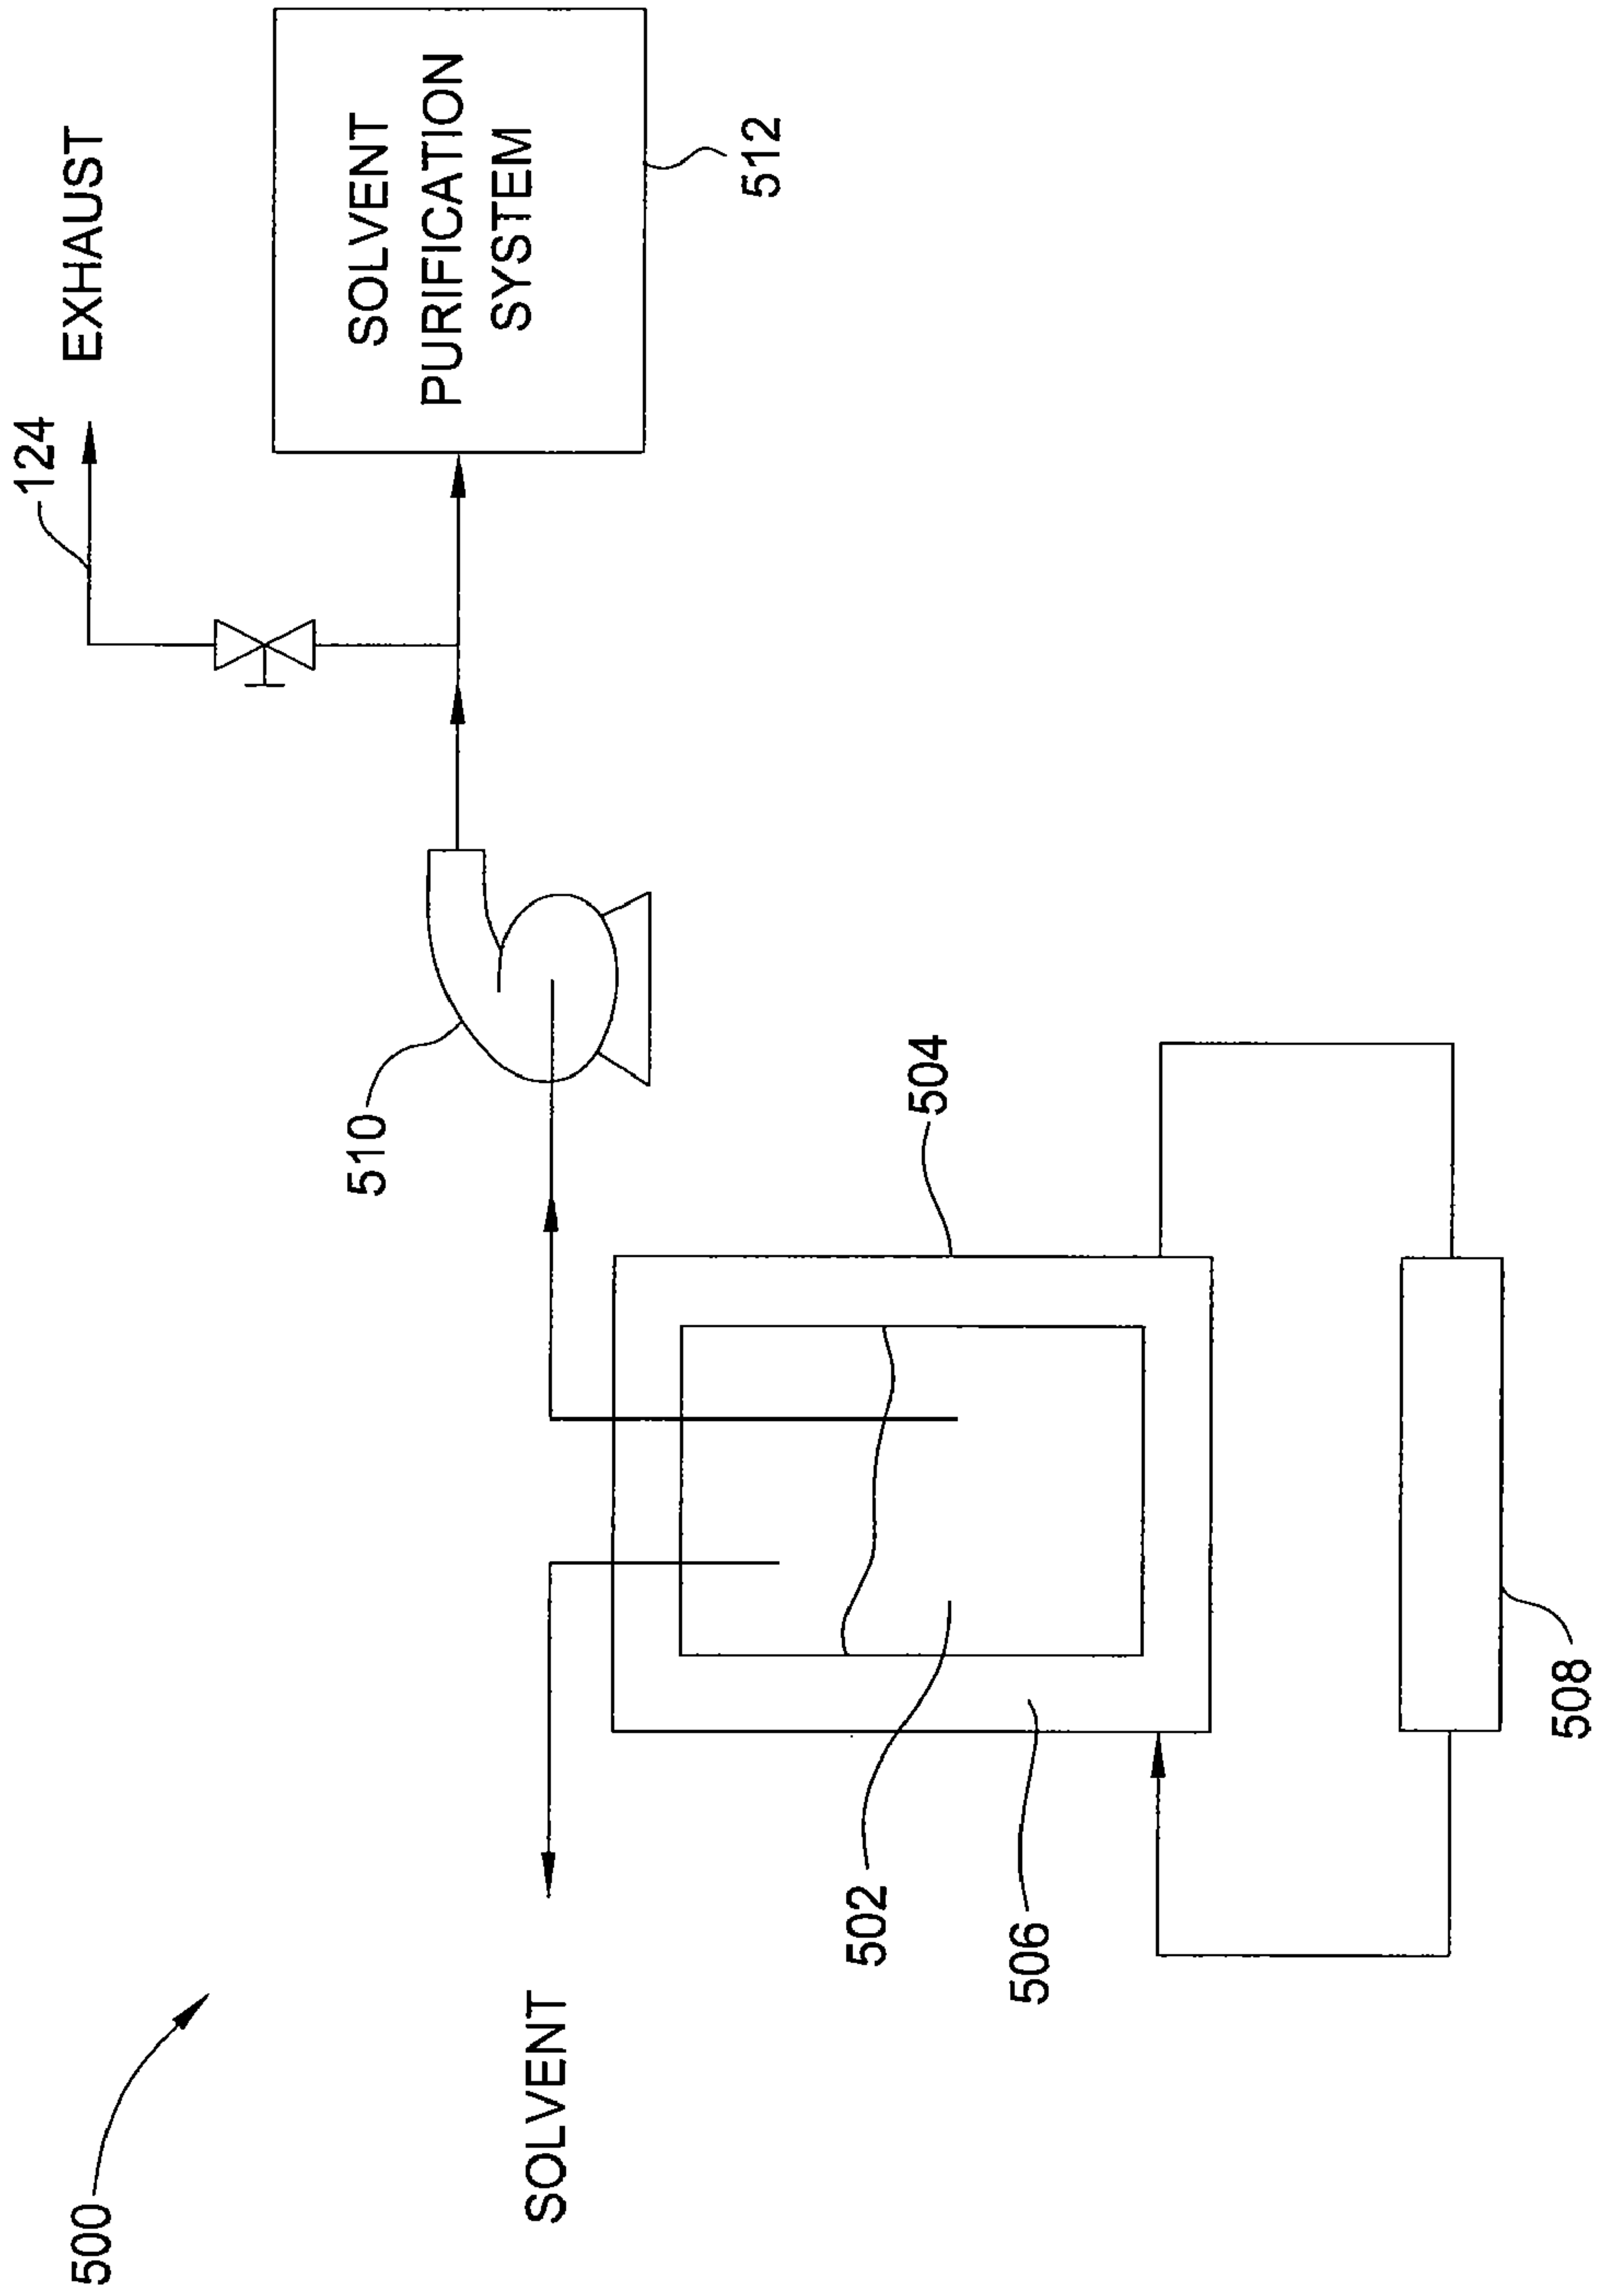 500
SOLVENT
502
506
508
504
510
124
EXHAUST
SOLVENT
PURIFICATION
SYSTEM
512